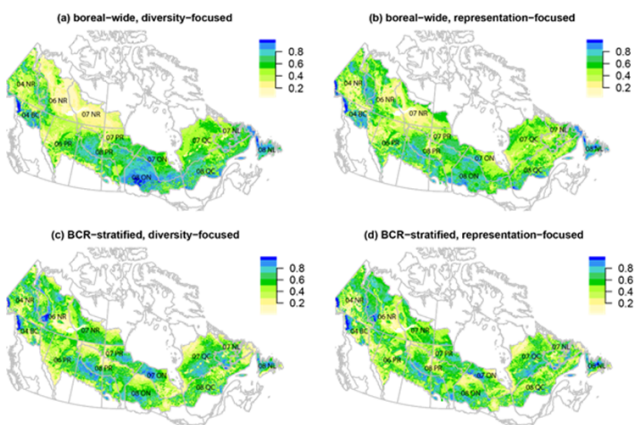 (a) boreal−wide, diversity−focused
0.8
0.6
0.4
0.2
04 NR
06 NR
07 NR
04 BC
06 PR
07 PR
08 PR
07 ON
08 ON
07 QC
07 NL
08 QC
08 NL
(b) boreal−wide, representation−focused
0.8
0.6
0.4
0.2
04 NR
06 NR
07 NR
04 BC
06 PR
07 PR
08 PR
07 ON
08 ON
07 QC
07 NL
08 QC
08 NL
(c) BCR−stratified, diversity−focused
0.8
0.6
0.4
0.2
04 NR
06 NR
07 NR
04 BC
06 PR
07 PR
08 PR
07 ON
08 ON
07 QC
07 NL
08 QC
08 NL
(d) BCR−stratified, representation−focused
0.8
0.6
0.4
0.2
04 NR
06 NR
07 NR
04 BC
06 PR
07 PR
08 PR
07 ON
08 ON
07 QC
07 NL
08 QC
08 NL